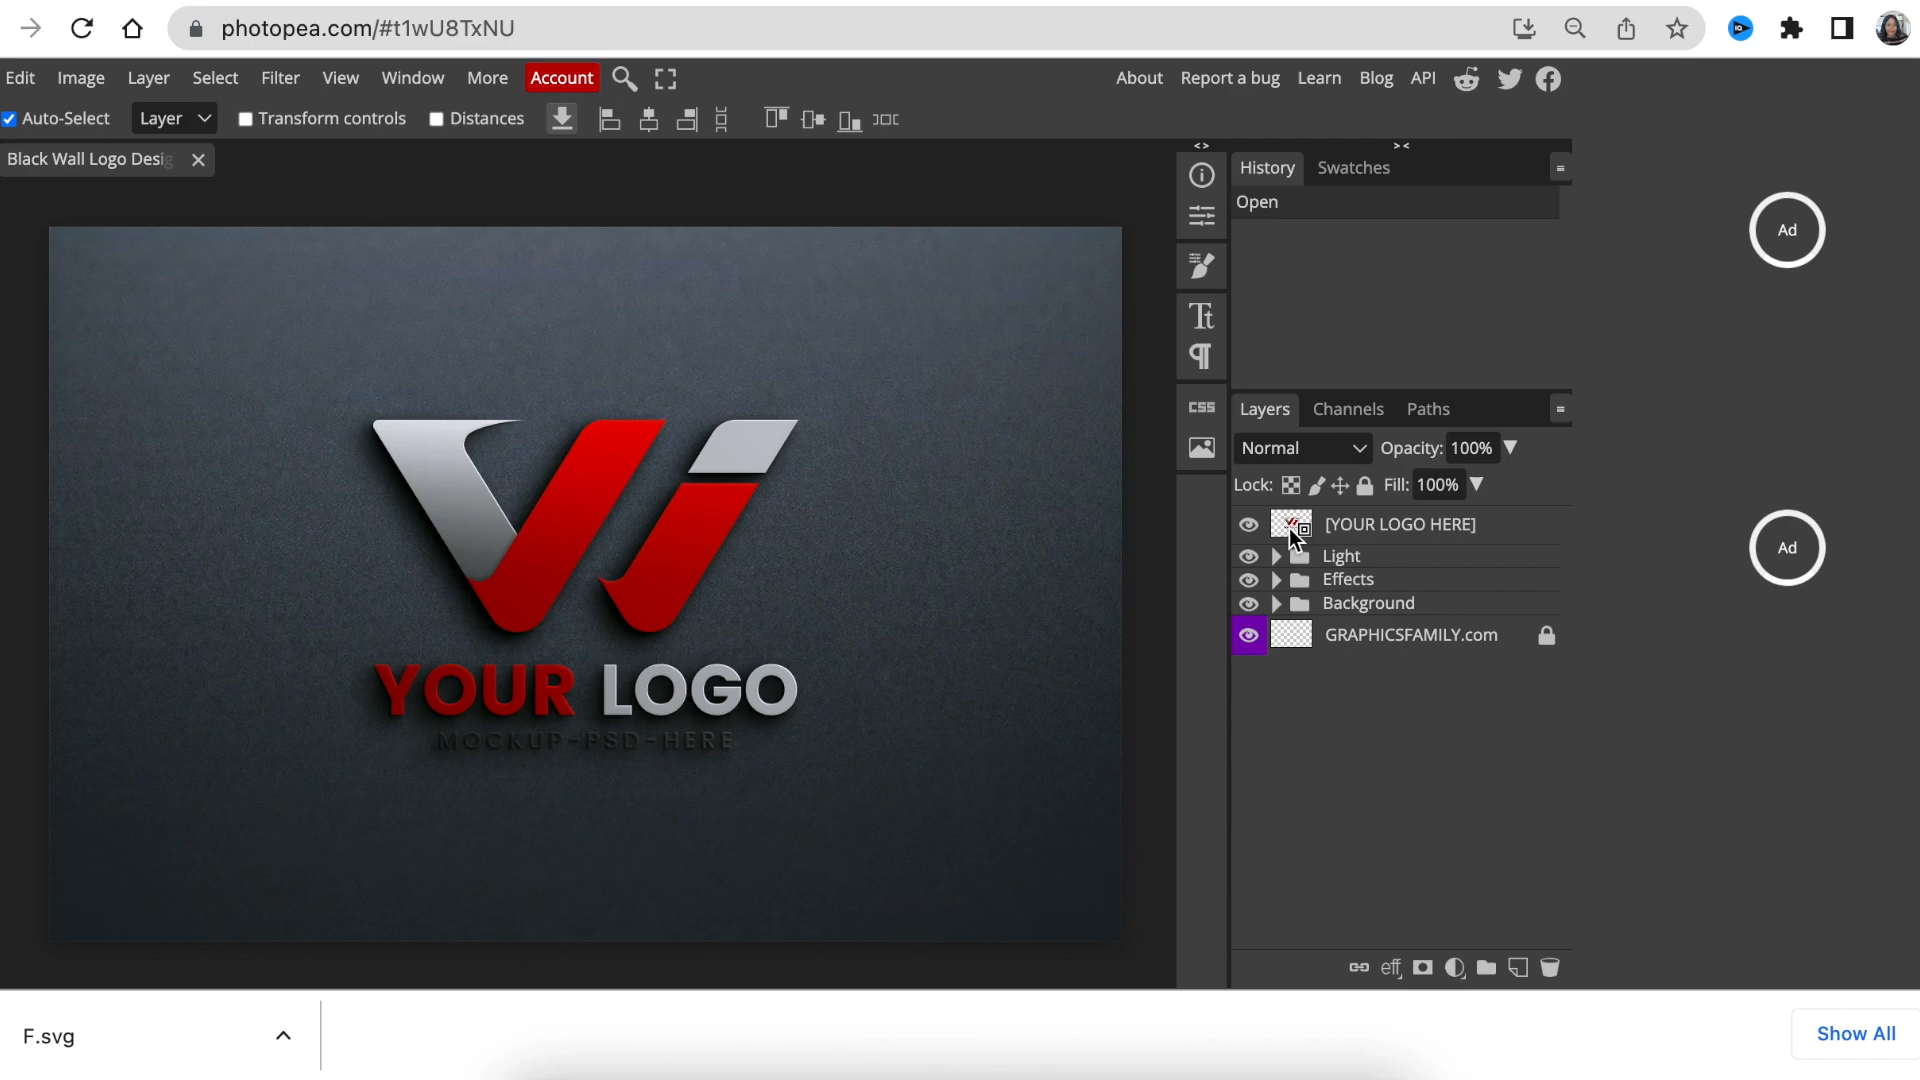 photopea.com/#t1wU8TxNU
Edit Image Layer Select Filter View Window More Account
About Report a bug Learn Blog API
Auto-Select Layer Transform controls Distances
Black Wall Logo Desig
History Swatches
Open
Ad
YOUR LOGO
MOCKUP-PSD-HERE
Tt
CSS
Layers Channels Paths
Normal Opacity: 100%
Lock: Fill: 100%
[YOUR LOGO HERE]
Light
Effects
Background
GRAPHICSFAMILY.com
Ad
eff
F.svg
Show All